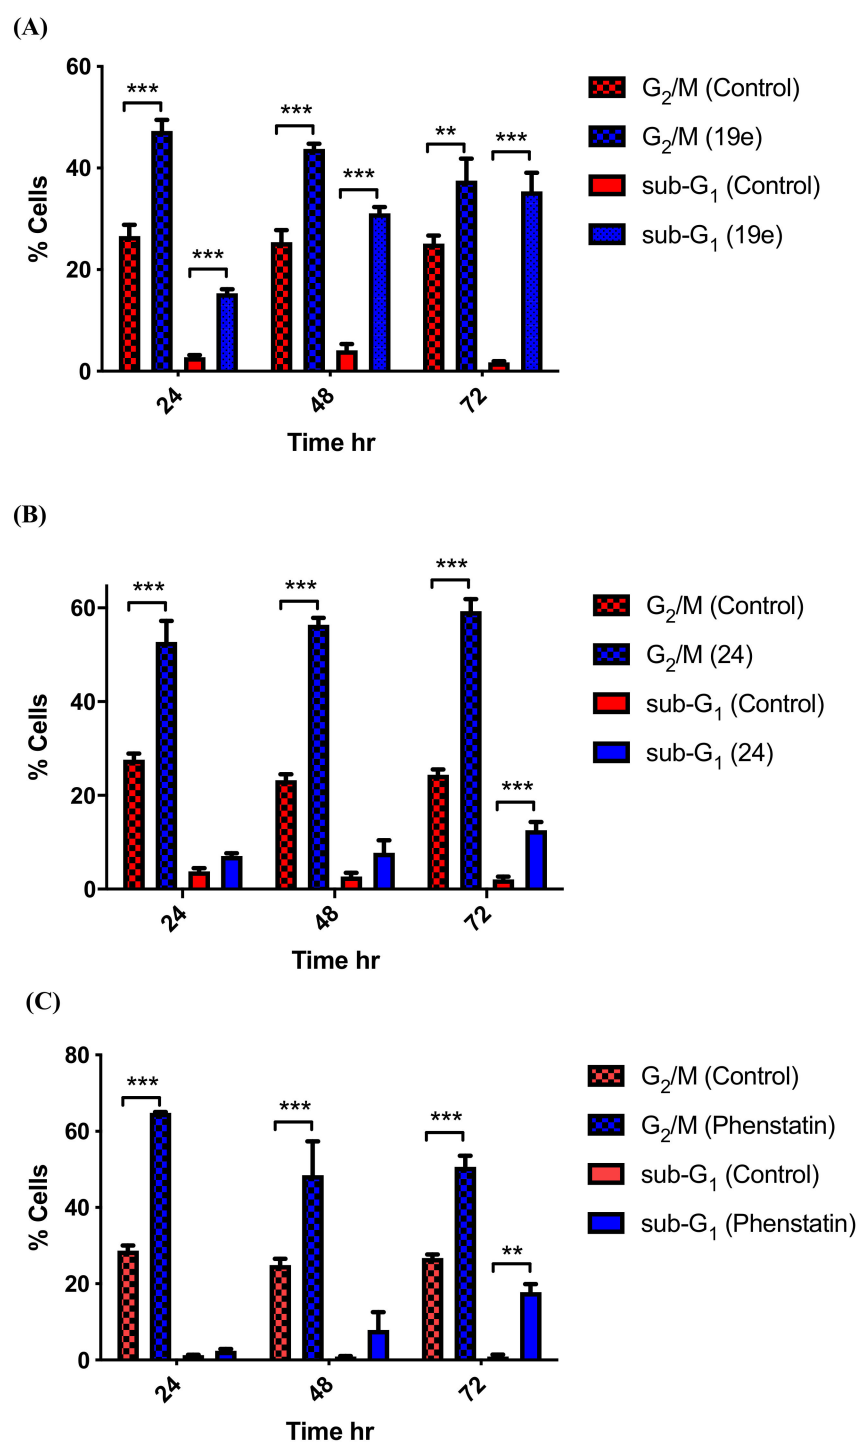 (A)
60
40
20
0
% Cells
***
***
***
***
**
***
24
48
72
Time hr
G2/M (Control)
G2/M (19e)
sub-G1 (Control)
sub-G1 (19e)
(B)
60
40
20
0
% Cells
***
***
***
***
24
48
72
Time hr
G2/M (Control)
G2/M (24)
sub-G1 (Control)
sub-G1 (24)
(C)
80
60
40
20
0
% Cells
***
***
***
**
24
48
72
Time hr
G2/M (Control)
G2/M (Phenstatin)
sub-G1 (Control)
sub-G1 (Phenstatin)